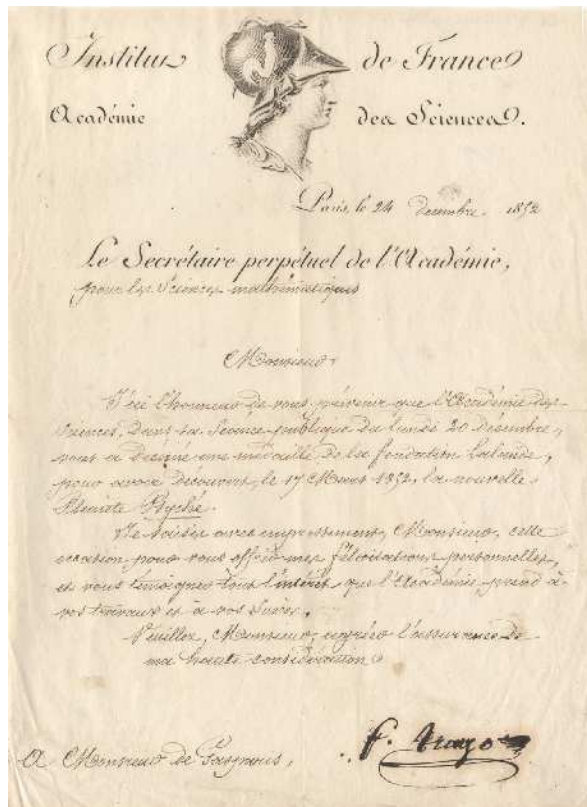 Institut de France
Académie des Sciences.
Paris, le 24 décembre 1852
Le Secrétaire perpétuel de l'Académie,
pour les Sciences mathématiques
Monsieur
J'ai l'honneur de vous prévenir que l'Académie des
Sciences, dans sa Séance publique du lundi 20 décembre,
vous a décerné une médaille de la fondation Lalande,
pour avoir découvert, le 17 Mars 1852, la nouvelle
Planète Psyché.
Je saisis avec empressement, Monsieur, cette
occasion pour vous offrir mes félicitations personnelles,
et vous témoigner tout l'intérêt que l'Académie prend à
vos travaux et à vos succès.
Veuillez, Monsieur, agréer l'assurance de
ma haute considération
f. Arago
A Monsieur de Gasparis,